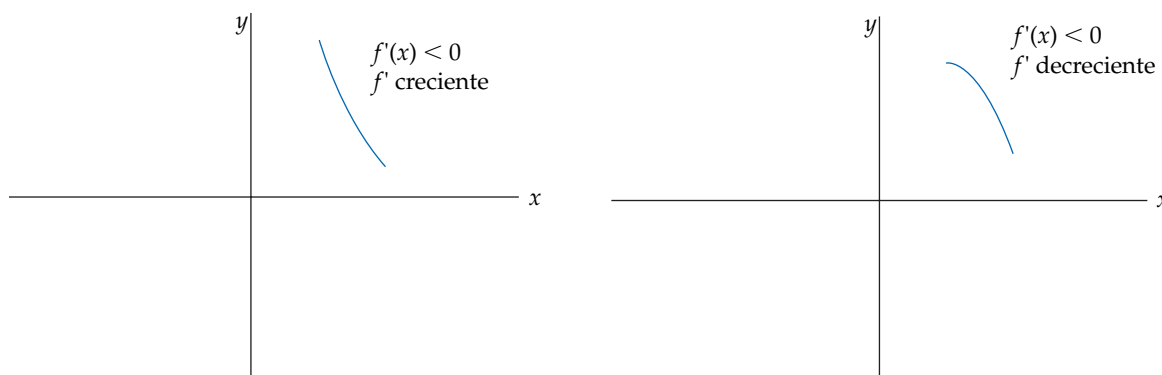 y
f'(x) < 0
f' creciente
x
y
f'(x) < 0
f' decreciente
x